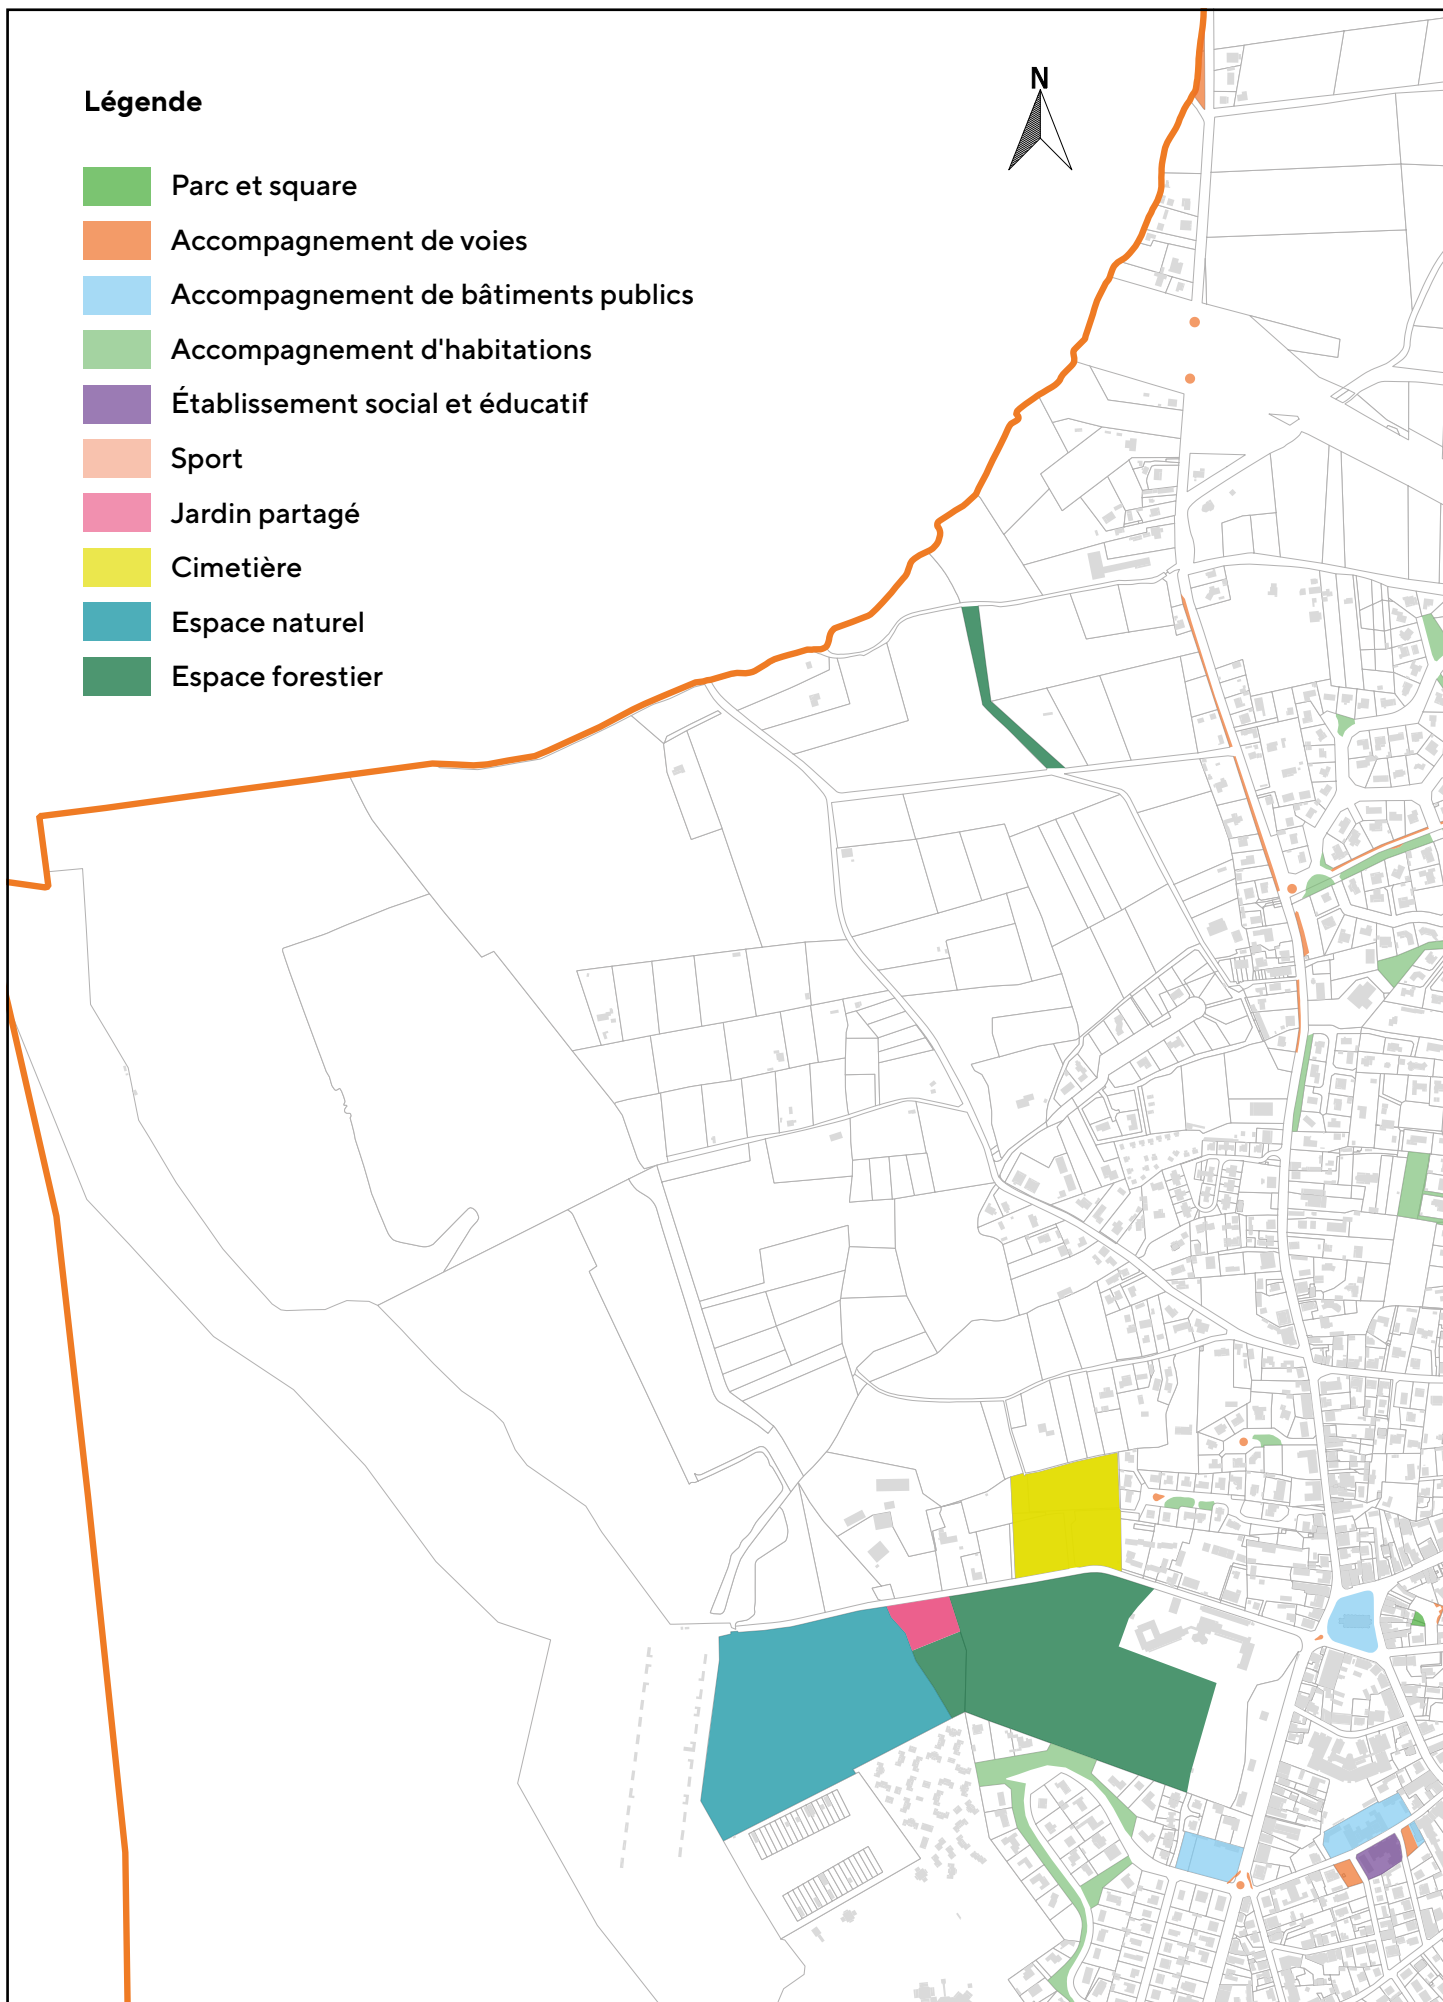 N
Légende
Parc et square
Accompagnement de voies
Accompagnement de bâtiments publics
Accompagnement d'habitations
Établissement social et éducatif
Sport
Jardin partagé
Cimetière
Espace naturel
Espace forestier